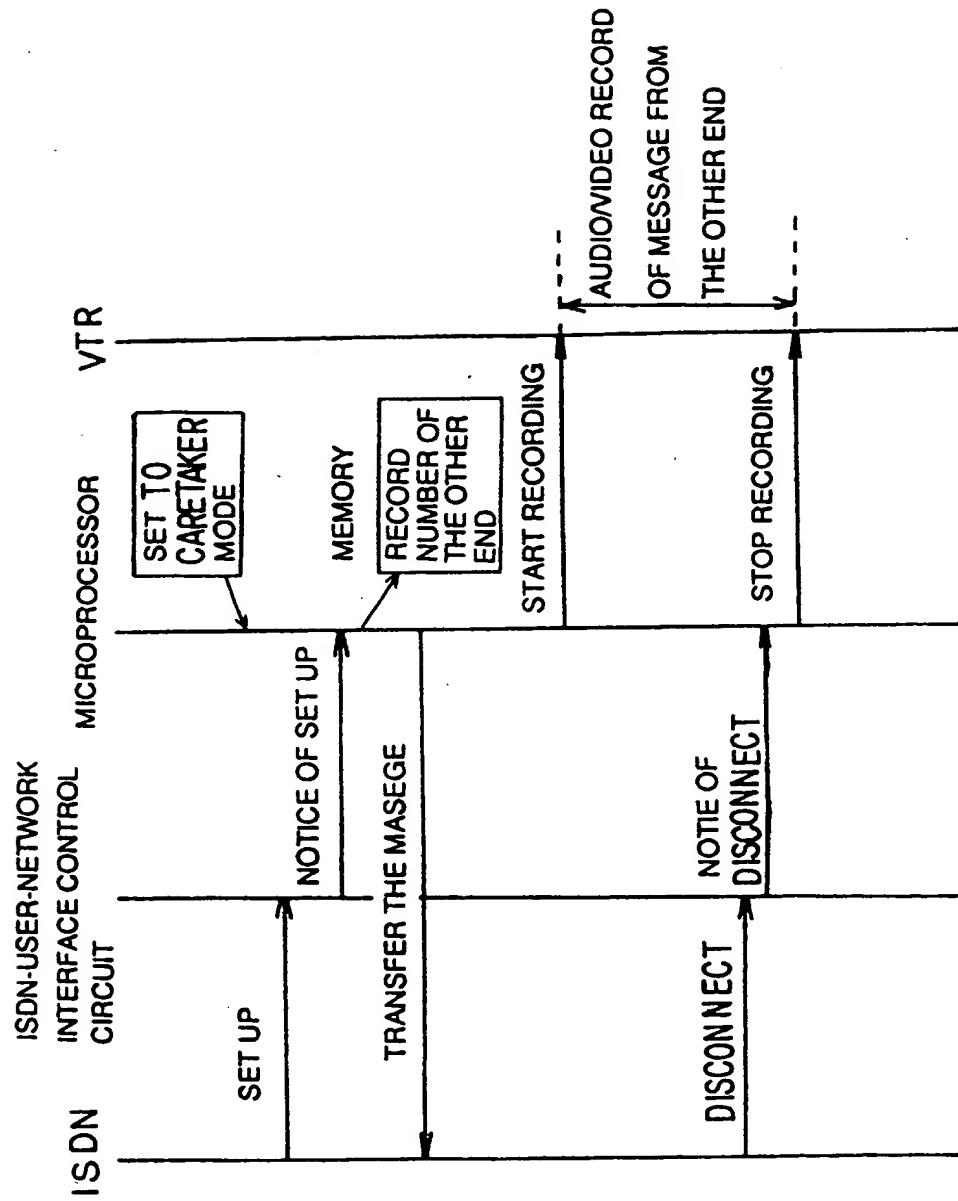 ISDN
ISDN-USER-NETWORK
INTERFACE CONTROL
CIRCUIT
MICROPROCESSOR
VTR
SET TO
CARETAKER
MODE
SET UP
NOTICE OF SET UP
MEMORY
RECORD
NUMBER OF
THE OTHER
END
TRANSFER THE MASEGE
START RECORDING
AUDIO/VIDEO RECORD
OF MESSAGE FROM
THE OTHER END
DISCONNECT
NOTIE OF
DISCONNECT
STOP RECORDING